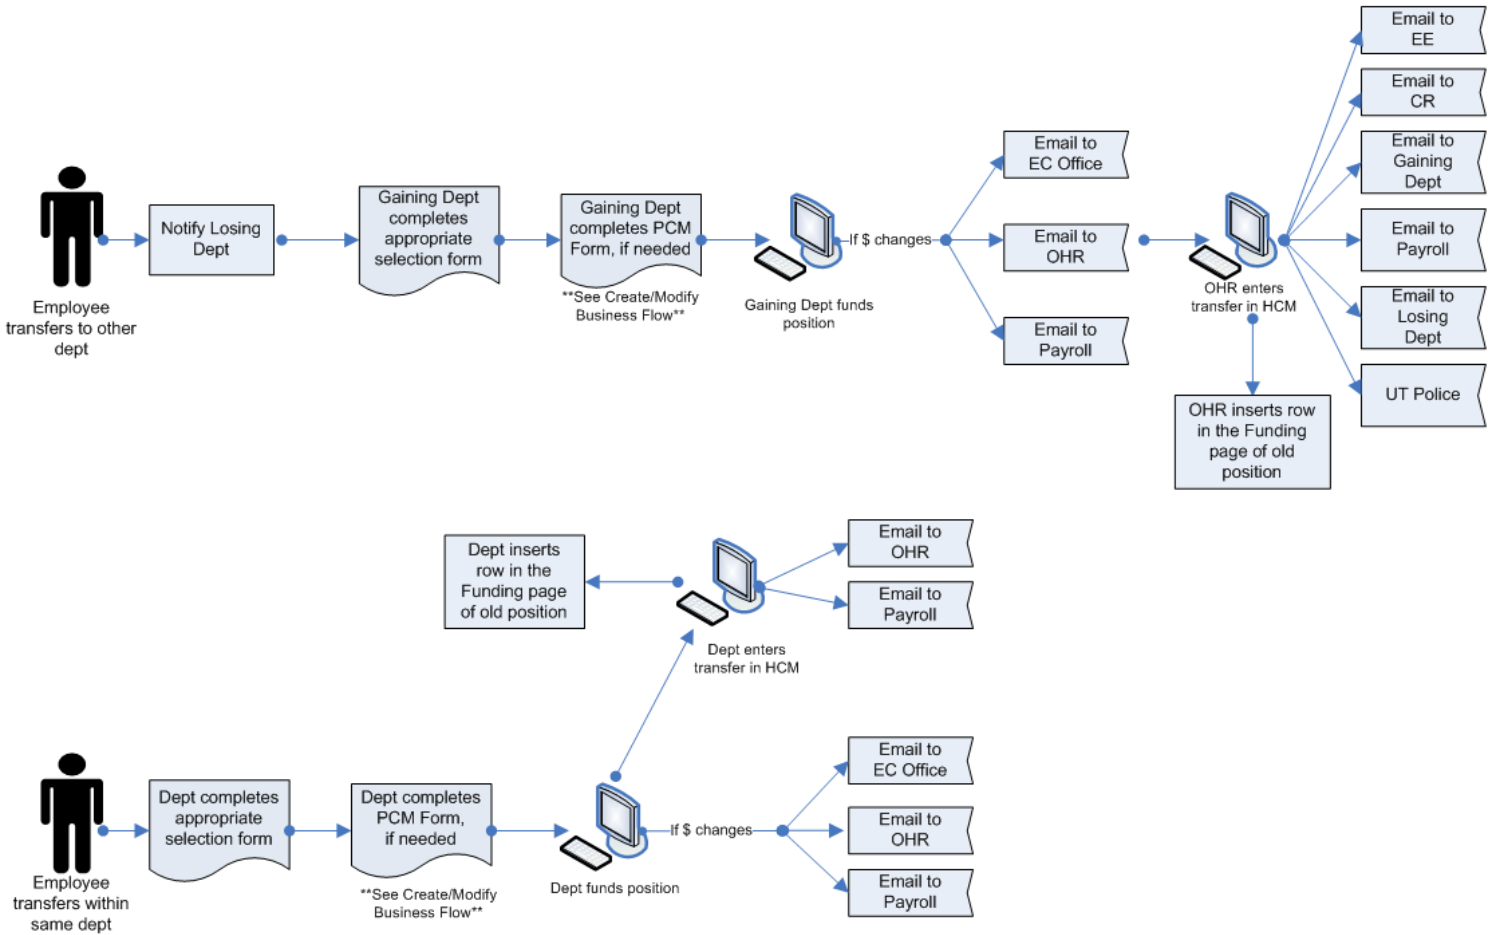 Employee
transfers to other
dept
Notify Losing
Dept
Gaining Dept
completes
appropriate
selection form
Gaining Dept
completes PCM
Form, if needed
**See Create/Modify
Business Flow**
Gaining Dept funds
position
If $ changes
Email to
EC Office
Email to
OHR
Email to
Payroll
OHR enters
transfer in HCM
OHR inserts row
in the Funding
page of old
position
Email to
EE
Email to
CR
Email to
Gaining
Dept
Email to
Payroll
Email to
Losing
Dept
UT Police
Dept inserts
row in the
Funding page
of old position
Dept enters
transfer in HCM
Email to
OHR
Email to
Payroll
Employee
transfers within
same dept
Dept completes
appropriate
selection form
Dept completes
PCM Form,
if needed
**See Create/Modify
Business Flow**
Dept funds position
If $ changes
Email to
EC Office
Email to
OHR
Email to
Payroll